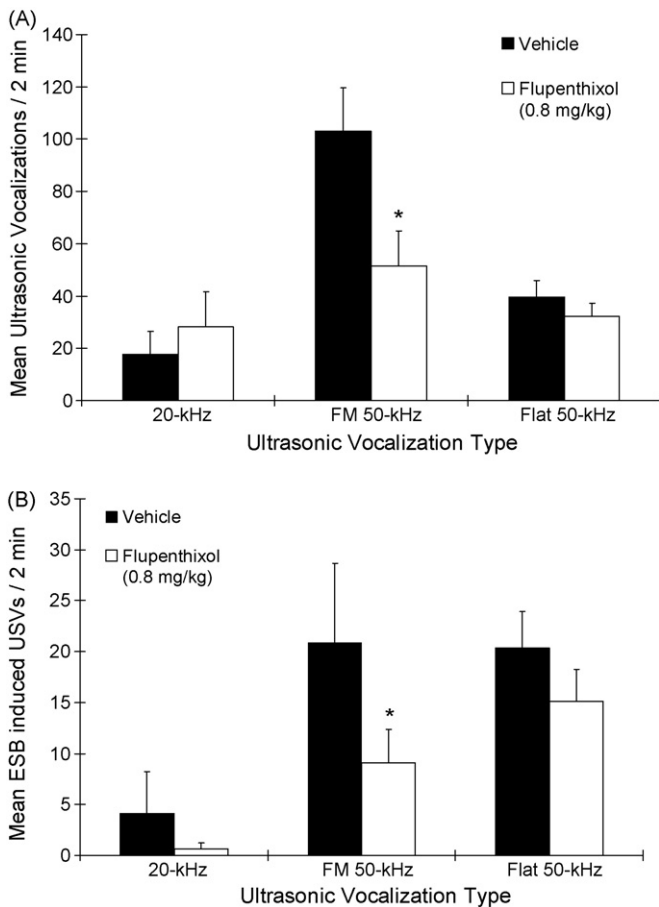 (A)
Mean Ultrasonic Vocalizations / 2 min
140
120
100
80
60
40
20
0
Vehicle
Flupenthixol
(0.8 mg/kg)
*
20-kHz
FM 50-kHz
Flat 50-kHz
Ultrasonic Vocalization Type
(B)
Mean ESB induced USVs / 2 min
35
30
25
20
15
10
5
0
Vehicle
Flupenthixol
(0.8 mg/kg)
*
20-kHz
FM 50-kHz
Flat 50-kHz
Ultrasonic Vocalization Type